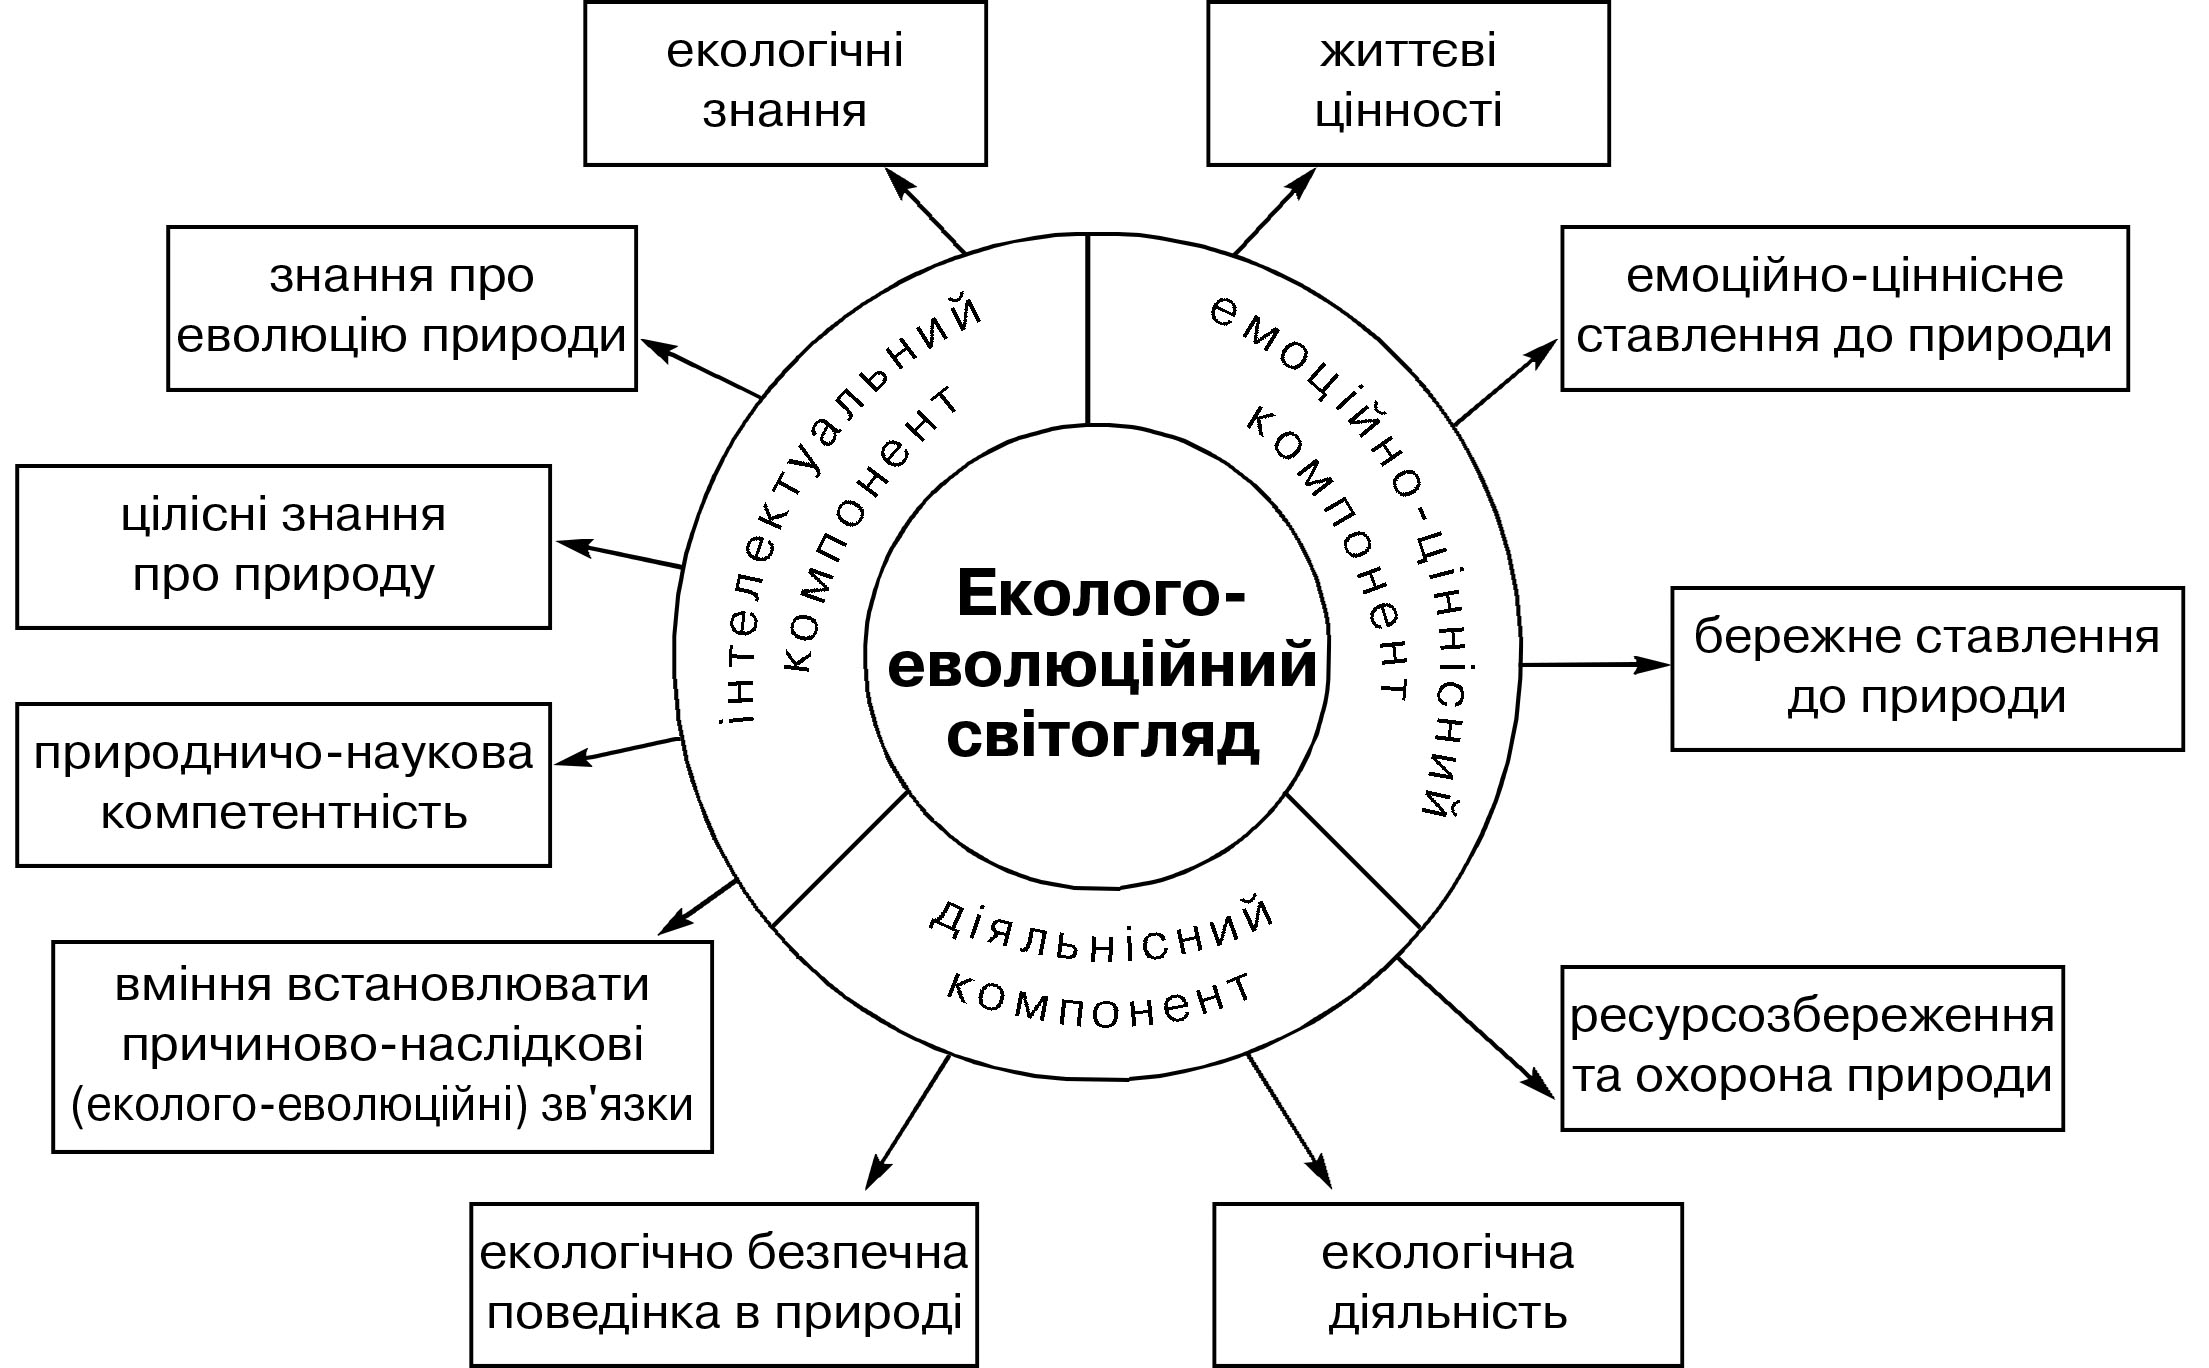 екологічні
знання
життєві
цінності
знання про
еволюцію природи
емоційно-ціннісне
ставлення до природи
цілісні знання
про природу
бережне ставлення
до природи
природничо-наукова
компетентність
вміння встановлювати
причиново-наслідкові
(еколого-еволюційні) зв'язки
ресурсозбереження
та охорона природи
екологічно безпечна
поведінка в природі
екологічна
діяльність
інтелектуальний
компонент
емоційно-ціннісний
компонент
діяльнісний
компонент
Еколого-
еволюційний
світогляд